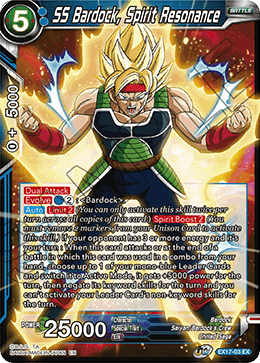 5
SS Bardock, Spirit Resonance
BATTLE
0 + 5000
Dual Attack
Evolve 2 : <Bardock>
Auto Limit 2 (You can only activate this skill twice per
turn across all copies of this card.) Spirit Boost 2 (You
must remove 2 markers from your Unison Card to activate
this skill.) If your opponent has 3 or more energy and it's
your turn : When this card attacks or at the end of a
battle in which this card was used in a combo from your
hand, choose up to 1 of your mono-blue Leader Cards
and switch it to Active Mode, it gets +5000 power for the
turn, then negate its keyword skills for the turn and you
can't activate your Leader Card's non-keyword skills for
the turn.
POWER 25000
Character Bardock
Special Trait Saiyan/Bardock's Crew
Era Chilled Saga
BANDAI MADE IN JAPAN EN
EX17-03 EX